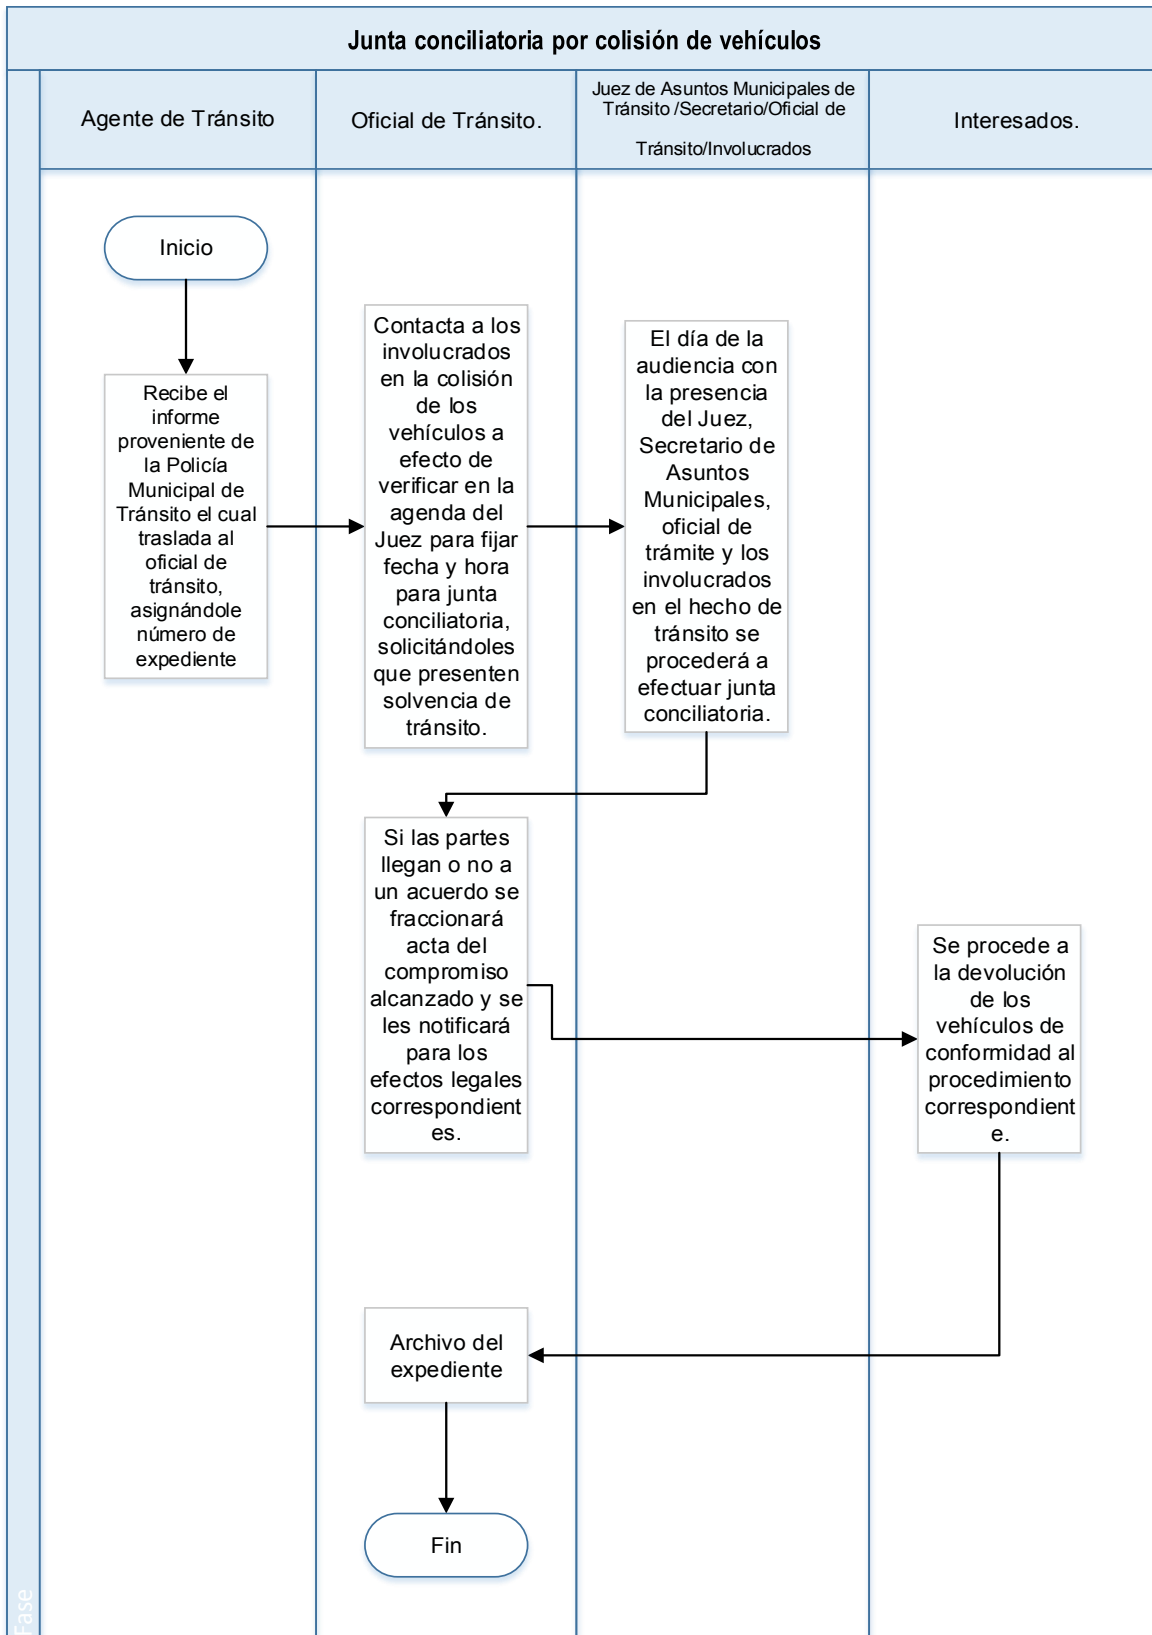 Junta conciliatoria por colisión de vehículos
Agente de Tránsito
Oficial de Tránsito.
Juez de Asuntos Municipales de
Tránsito /Secretario/Oficial de
Tránsito/Involucrados
Interesados.
Inicio
Recibe el
informe
proveniente de
la Policía
Municipal de
Tránsito el cual
traslada al
oficial de
tránsito,
asignándole
número de
expediente
Contacta a los
involucrados
en la colisión
de los
vehículos a
efecto de
verificar en la
agenda del
Juez para fijar
fecha y hora
para junta
conciliatoria,
solicitándoles
que presenten
solvencia de
tránsito.
El día de la
audiencia con
la presencia
del Juez,
Secretario de
Asuntos
Municipales,
oficial de
trámite y los
involucrados
en el hecho de
tránsito se
procederá a
efectuar junta
conciliatoria.
Si las partes
llegan o no a
un acuerdo se
fraccionará
acta del
compromiso
alcanzado y se
les notificará
para los
efectos legales
correspondient
es.
Se procede a
la devolución
de los
vehículos de
conformidad al
procedimiento
correspondient
e.
Archivo del
expediente
Fin
Fase